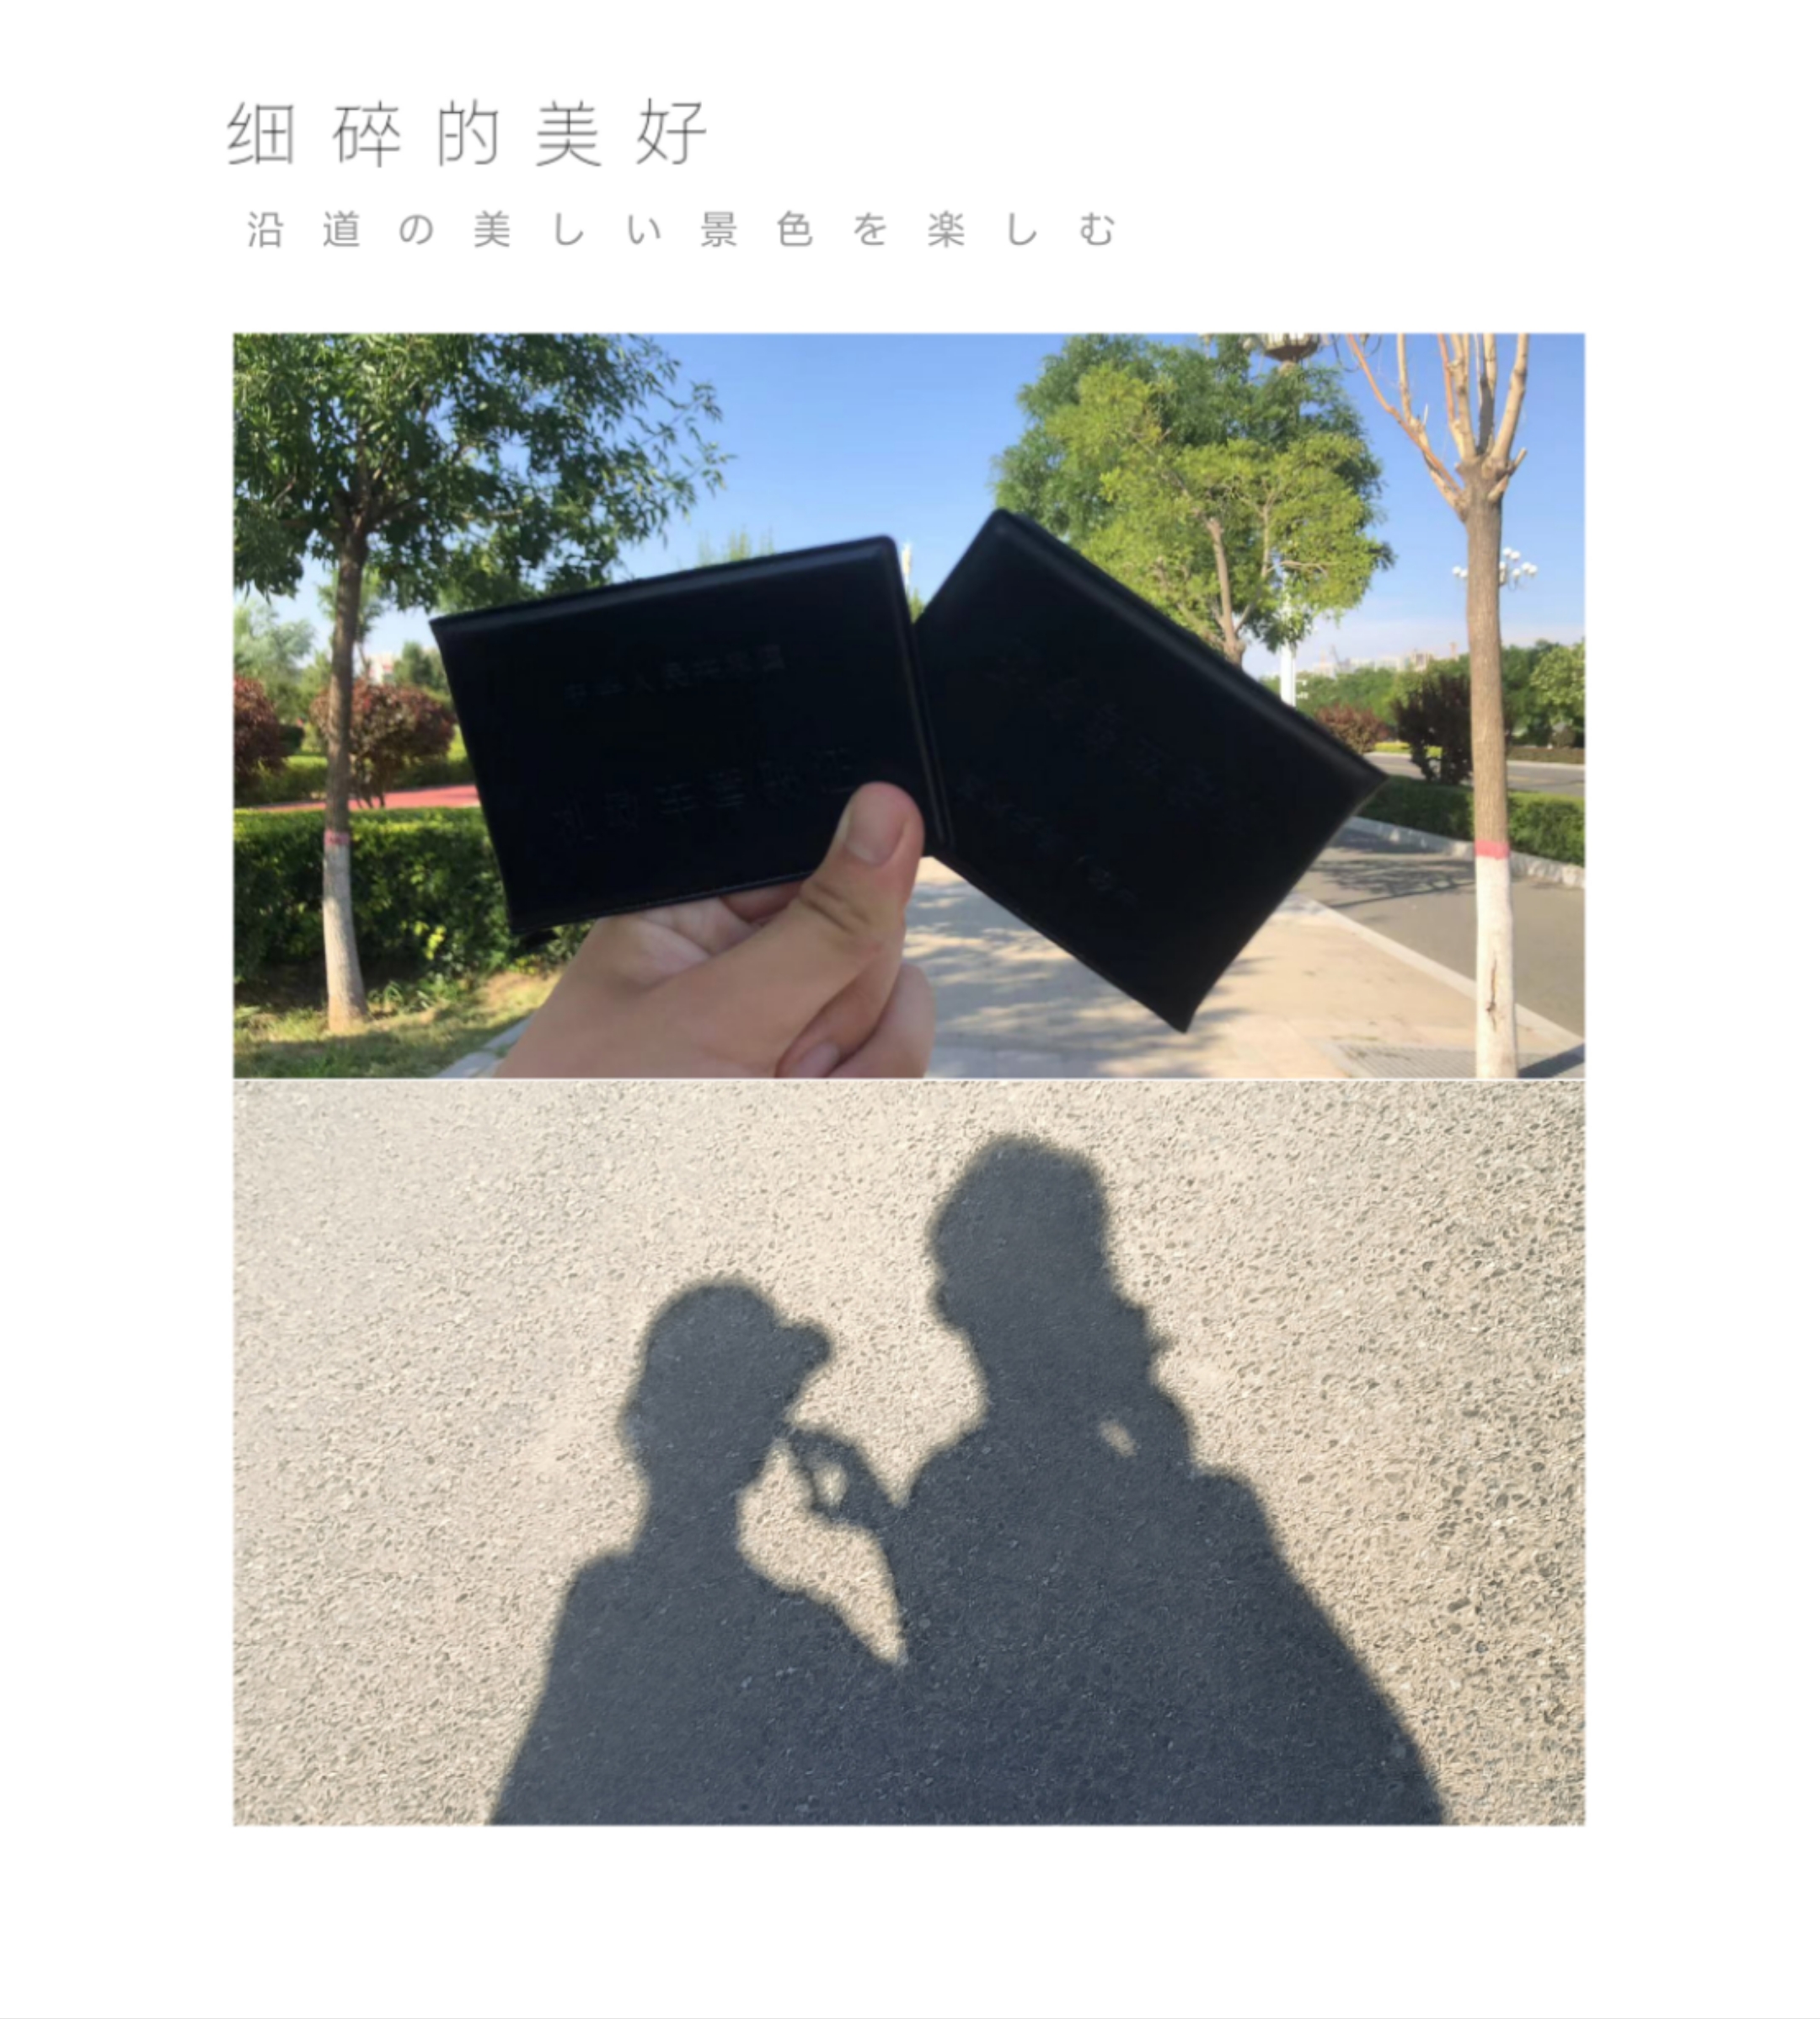 细碎的美好
沿道の美しい景色を楽しむ
中华人民共和国
机动车驾驶证